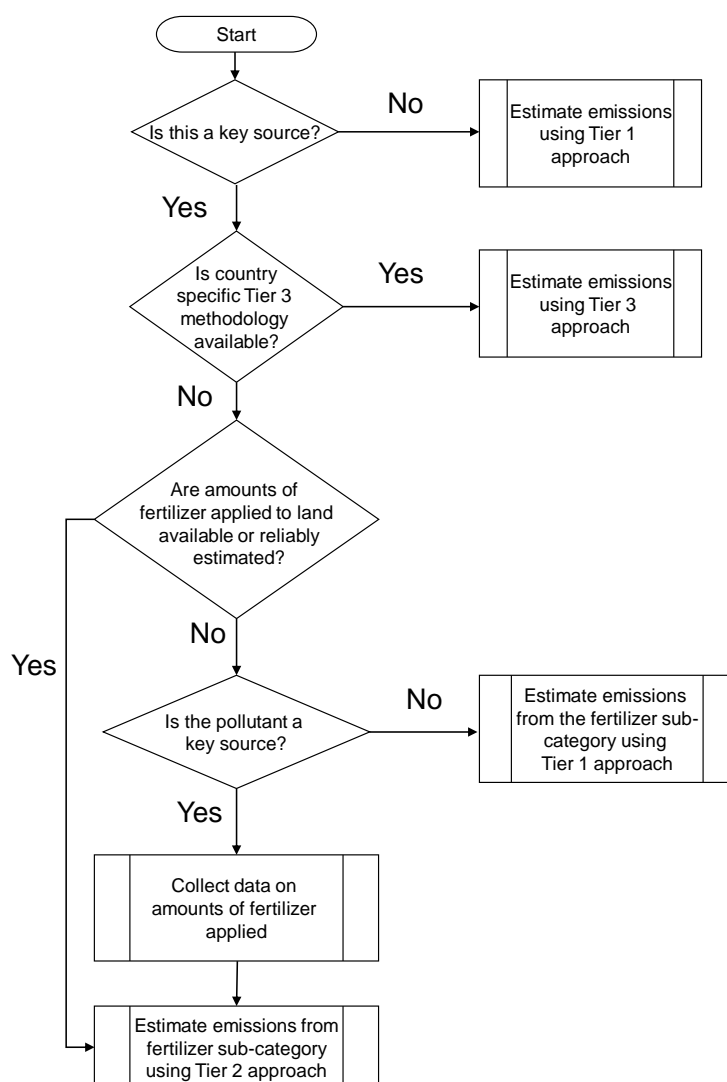 Start
Is this a key source?
No
Estimate emissions
using Tier 1
approach
Yes
Is country
specific Tier 3
methodology
available?
Yes
Estimate emissions
using Tier 3
approach
No
Are amounts of
fertilizer applied to land
available or reliably
estimated?
Yes
No
Is the pollutant a
key source?
No
Estimate emissions
from the fertilizer sub-
category using
Tier 1 approach
Yes
Collect data on
amounts of fertilizer
applied
Estimate emissions from
fertilizer sub-category
using Tier 2 approach